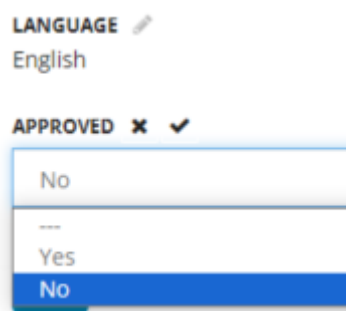 LANGUAGE
English
APPROVED
No
---
Yes
No